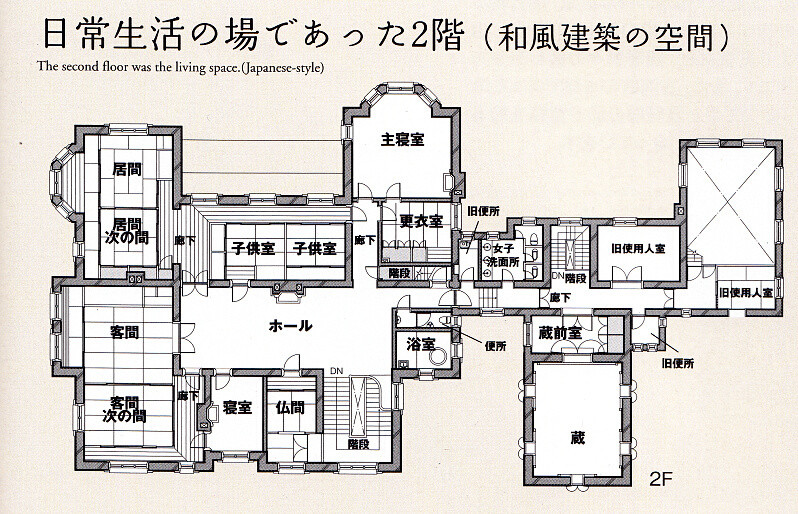 日常生活の場であった2階（和風建築の空間）
The second floor was the living space.(Japanese-style)
主寝室
居間
居間
次の間
廊下
子供室
子供室
廊下
更衣室
階段
旧便所
女子
洗面所
DN
階段
旧使用人室
旧使用人室
廊下
客間
ホール
浴室
便所
蔵前室
旧便所
客間
次の間
廊下
寝室
仏間
DN
階段
蔵
2F